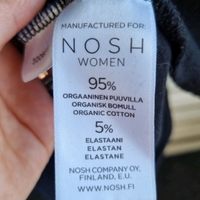 MANUFACTURED FOR:
NOSH
WOMEN
95%
ORGAANINEN PUUVILLA
ORGANISK BOMULL
ORGANIC COTTON
5%
ELASTAANI
ELASTAN
ELASTANE
NOSH COMPANY OY,
FINLAND, E.U.
WWW.NOSH.FI